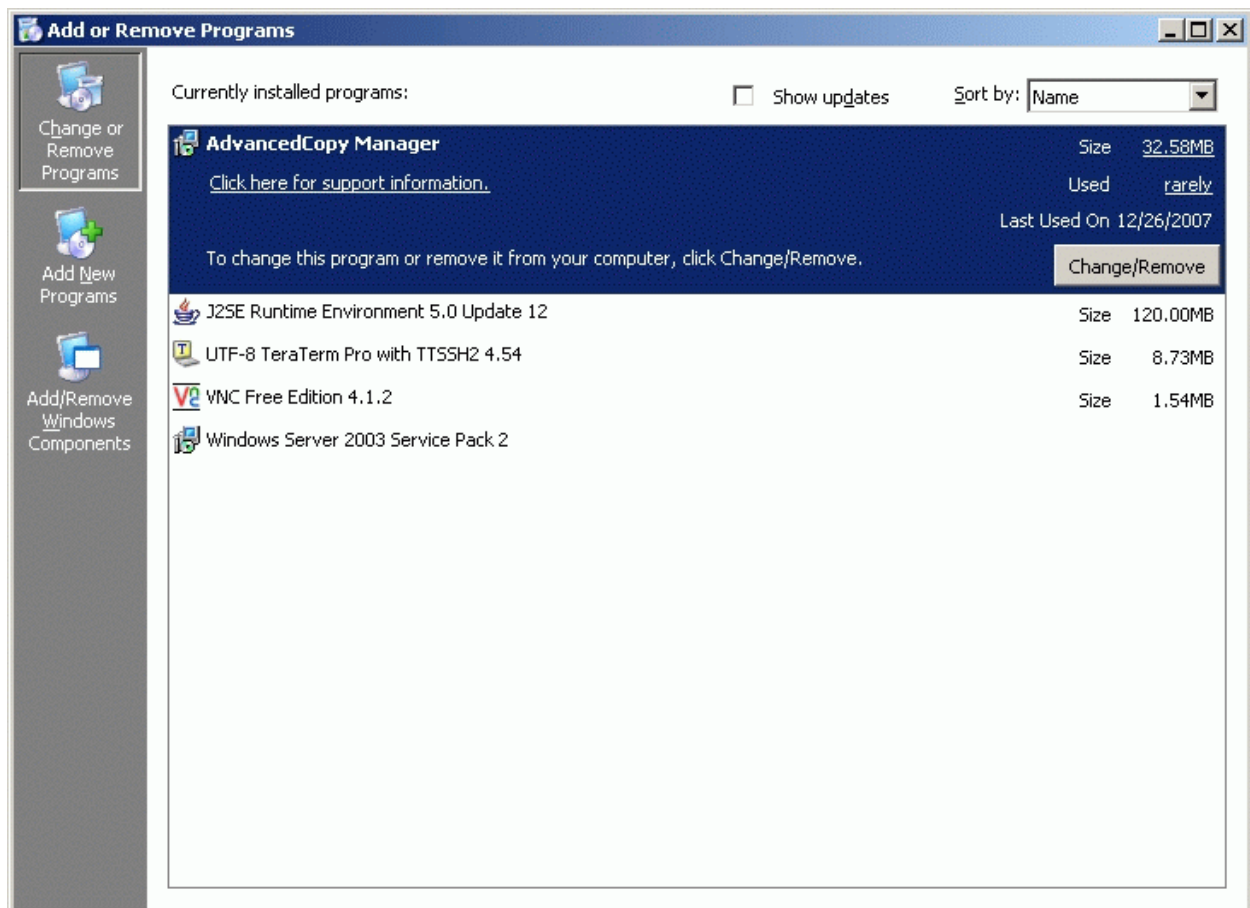 Add or Remove Programs
Change or
Remove
Programs
Add New
Programs
Add/Remove
Windows
Components
Currently installed programs:
Show updates
Sort by: Name
AdvancedCopy Manager Size 32.58MB
Click here for support information. Used rarely
Last Used On 12/26/2007
To change this program or remove it from your computer, click Change/Remove. Change/Remove
J2SE Runtime Environment 5.0 Update 12 Size 120.00MB
UTF-8 TeraTerm Pro with TTSSH2 4.54 Size 8.73MB
VNC Free Edition 4.1.2 Size 1.54MB
Windows Server 2003 Service Pack 2